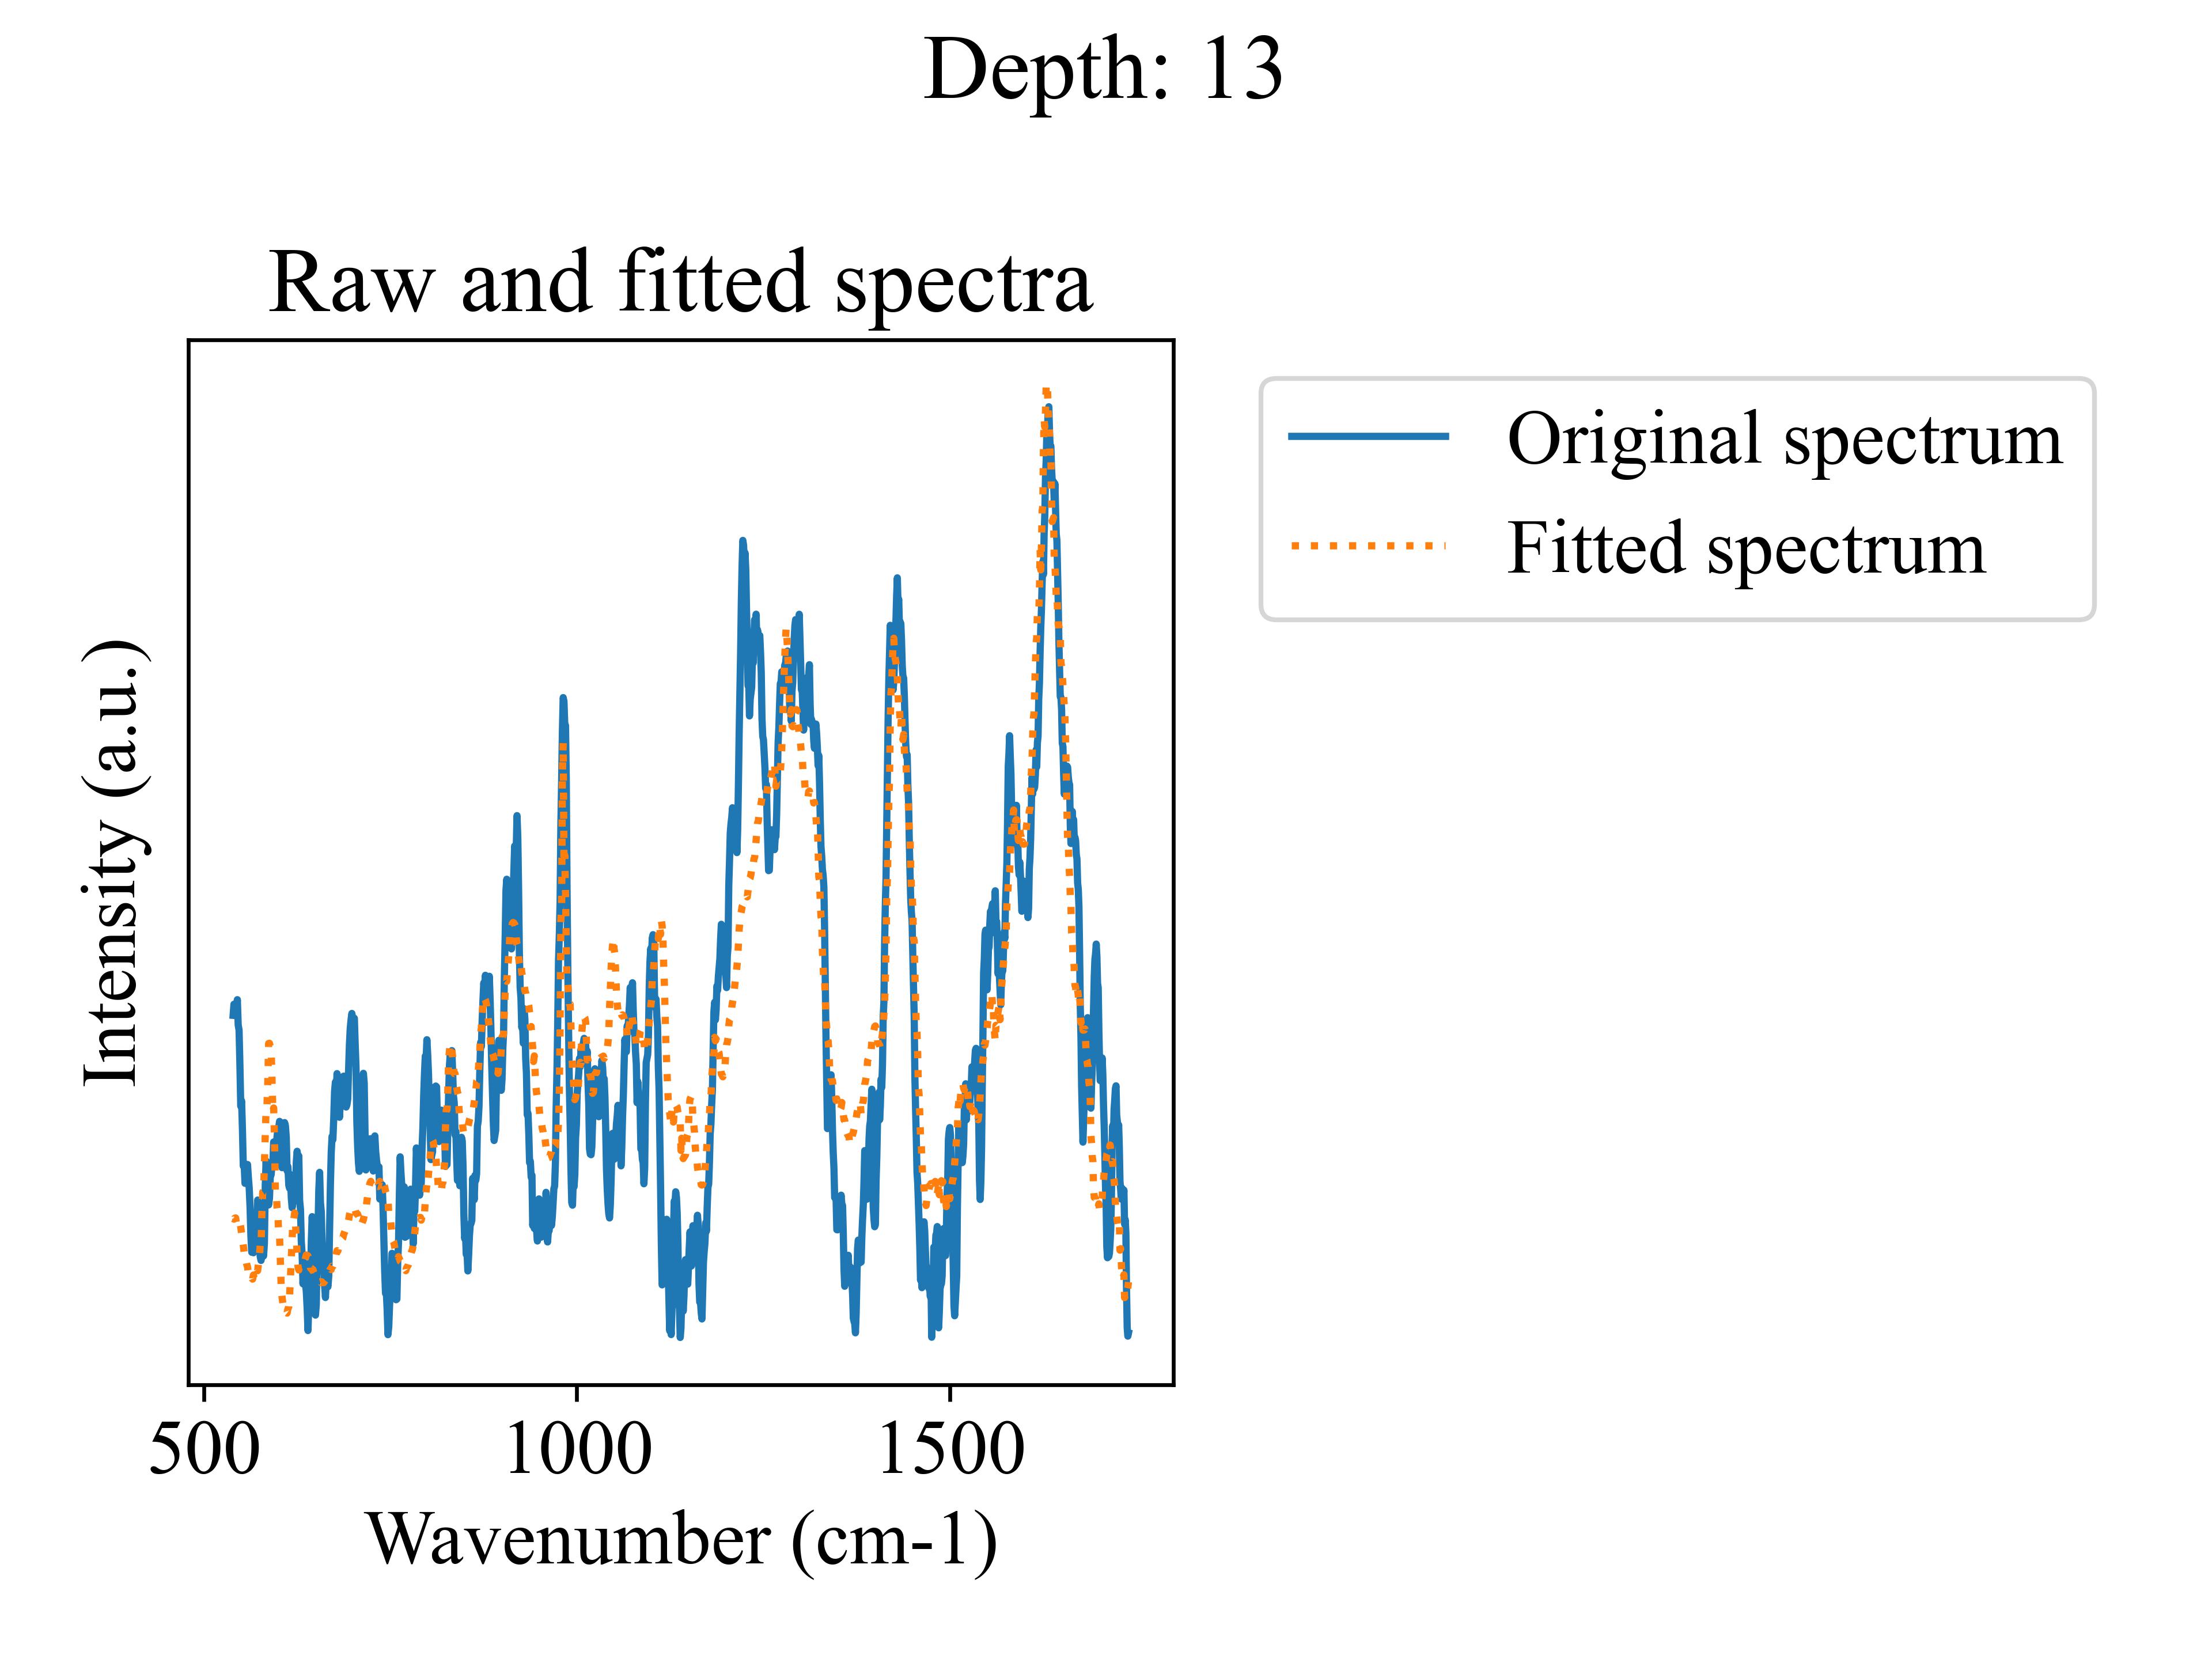 Depth: 13
Raw and fitted spectra
Original spectrum
Fitted spectrum
Intensity (a.u.)
500
1000
1500
Wavenumber (cm-1)